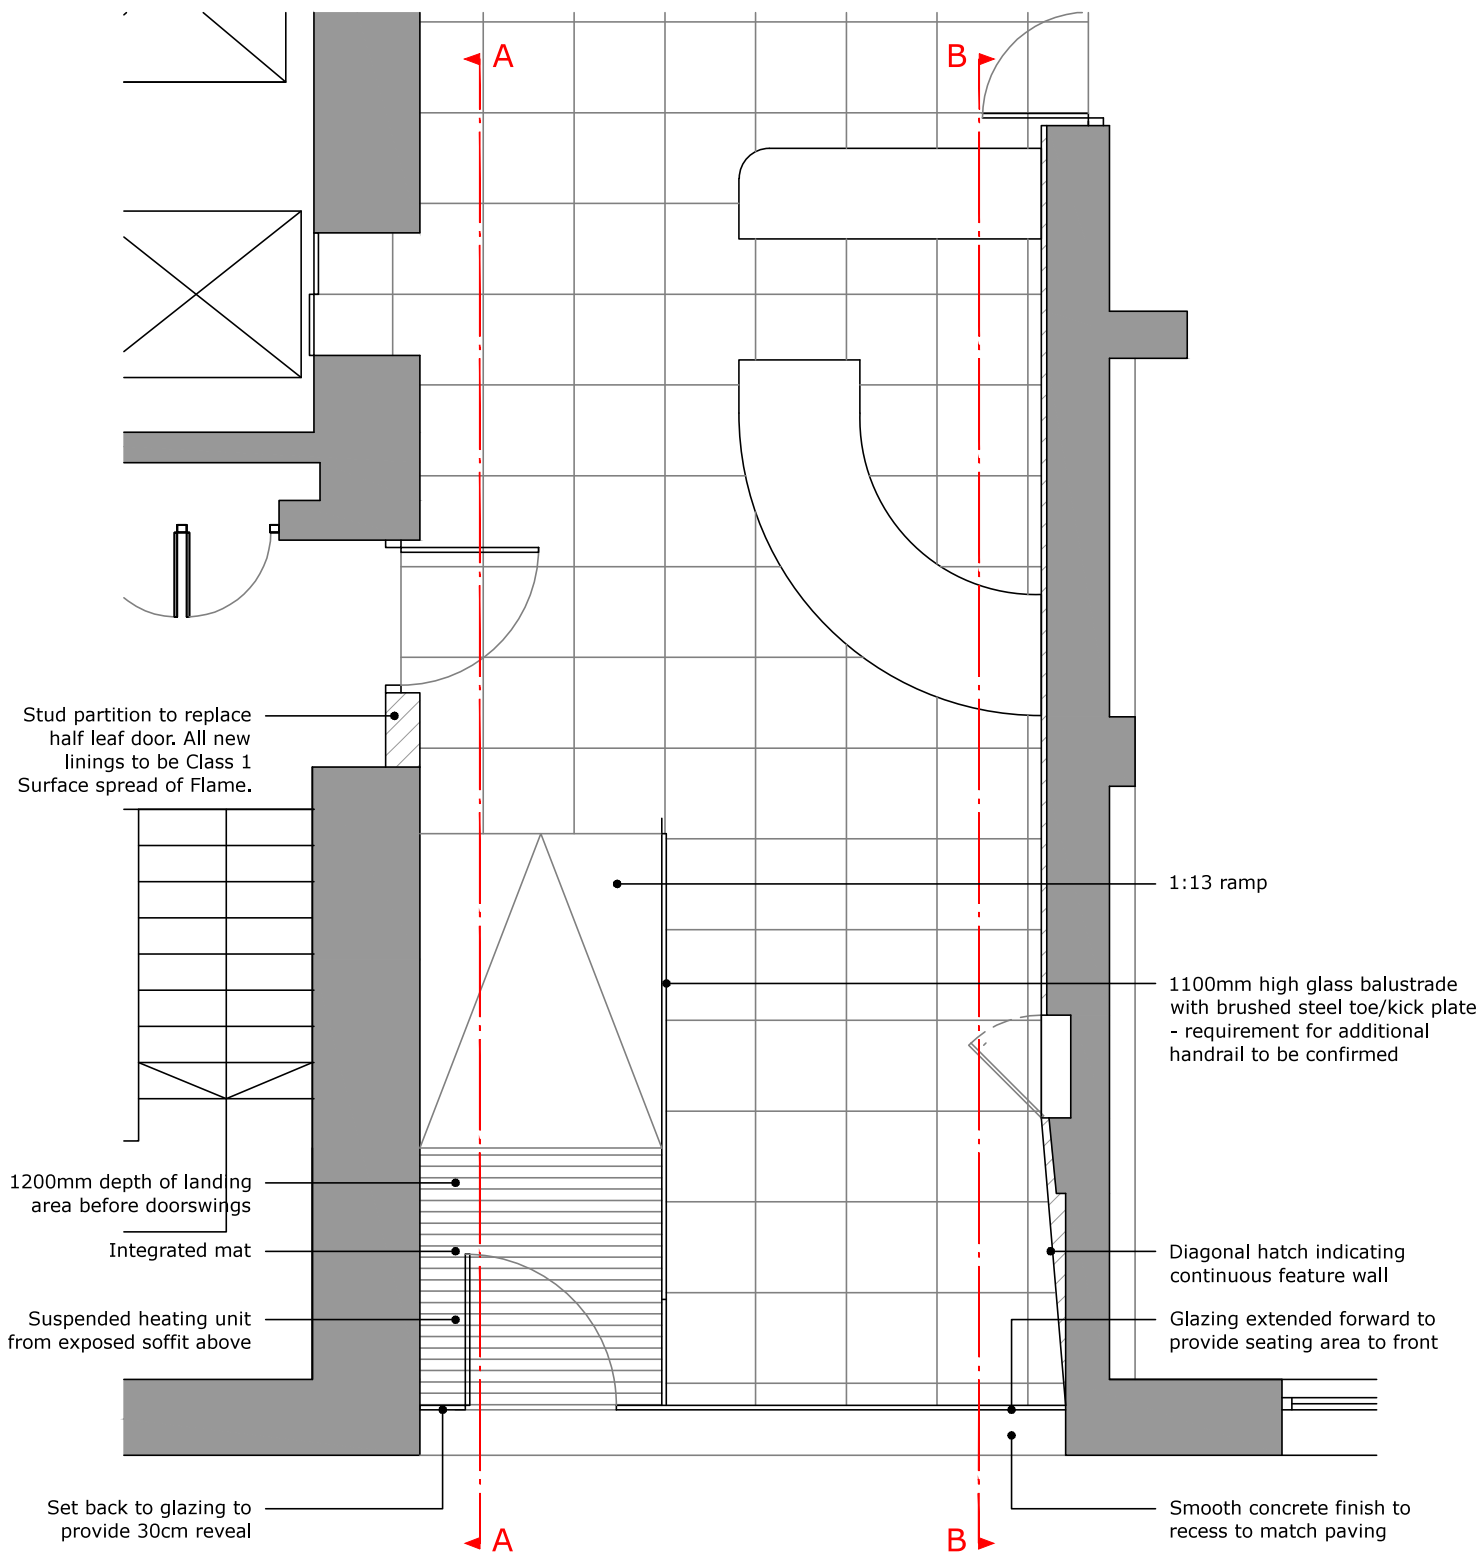 A
B
Stud partition to replace
half leaf door. All new
linings to be Class 1
Surface spread of Flame.
1:13 ramp
1100mm high glass balustrade
with brushed steel toe/kick plate
- requirement for additional
handrail to be confirmed
1200mm depth of landing
area before doorswings
Integrated mat
Suspended heating unit
from exposed soffit above
Diagonal hatch indicating
continuous feature wall
Glazing extended forward to
provide seating area to front
Set back to glazing to
provide 30cm reveal
Smooth concrete finish to
recess to match paving
A
B